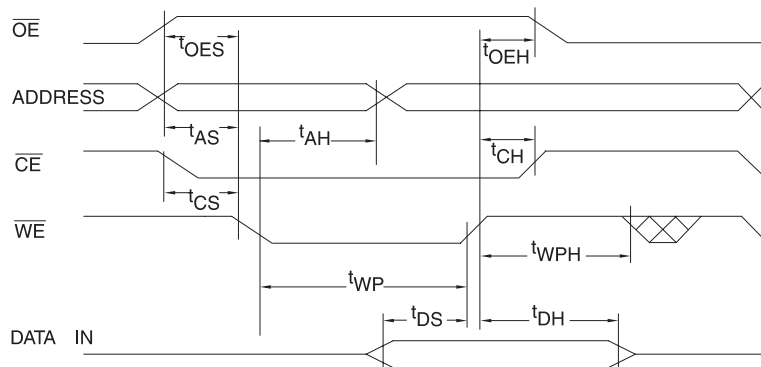 OE
tOES
tOEH
ADDRESS
tAS
tAH
tCH
CE
tCS
WE
tWPH
tWP
tDS
tDH
DATA IN